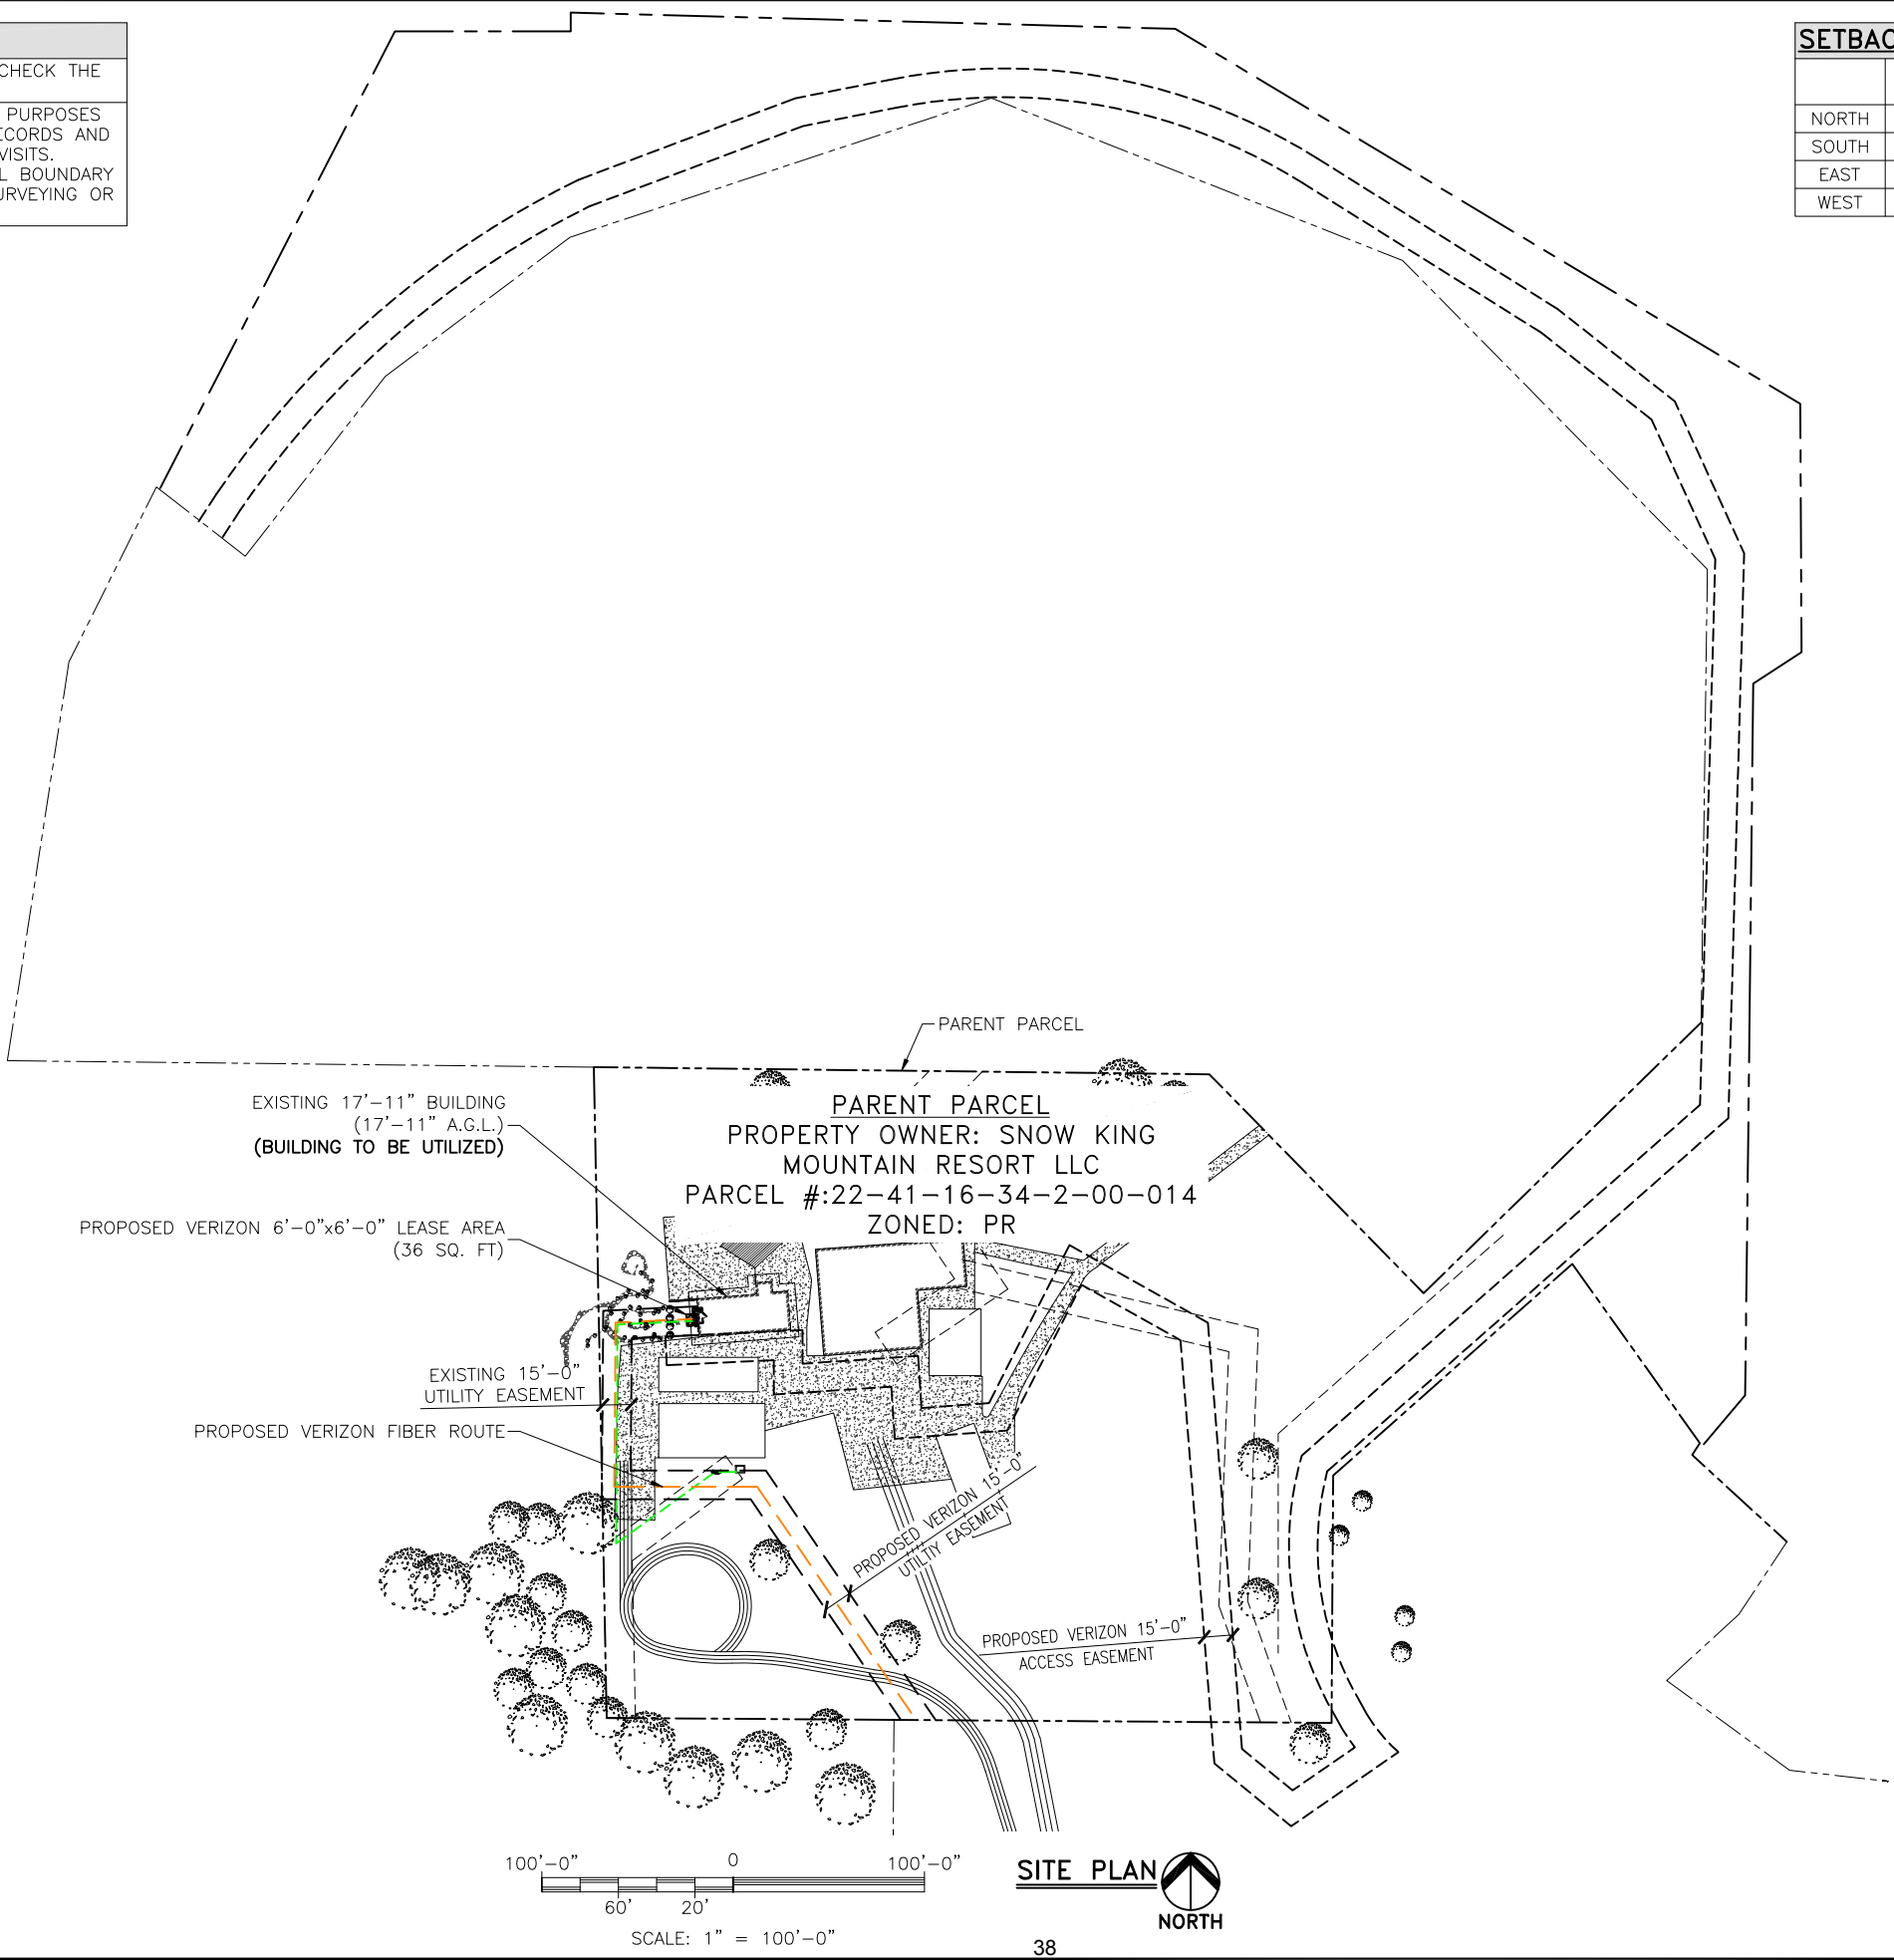 CHECK THE
PURPOSES
ECORDS AND
VISITS.
L BOUNDARY
URVEYING OR
SETBAC
NORTH
SOUTH
EAST
WEST
PARENT PARCEL
EXISTING 17'-11" BUILDING
(17'-11" A.G.L.)
(BUILDING TO BE UTILIZED)
PARENT PARCEL
PROPERTY OWNER: SNOW KING
MOUNTAIN RESORT LLC
PARCEL #:22-41-16-34-2-00-014
ZONED: PR
PROPOSED VERIZON 6'-0"x6'-0" LEASE AREA
(36 SQ. FT)
EXISTING 15'-0"
UTILITY EASEMENT
PROPOSED VERIZON FIBER ROUTE
PROPOSED VERIZON 15'-0"
UTILTIY EASEMENT
PROPOSED VERIZON 15'-0"
ACCESS EASEMENT
100'-0" 0 100'-0"
60' 20'
SCALE: 1" = 100'-0"
SITE PLAN
NORTH
38